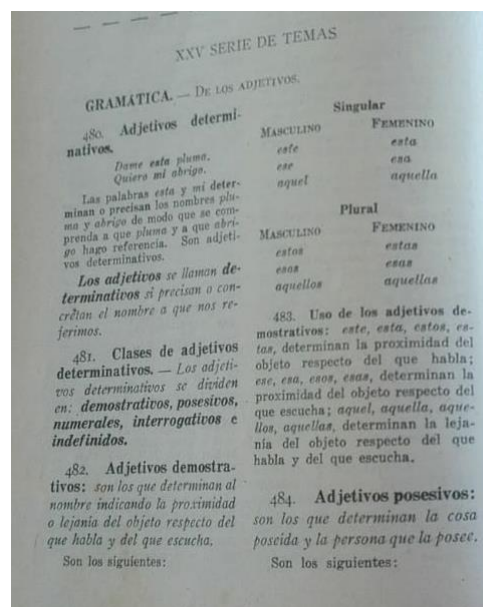 XXV SERIE DE TEMAS
GRAMÁTICA. — DE LOS ADJETIVOS.
480. Adjetivos determi-
nativos.
Dame esta pluma.
Quiero mi abrigo.
Las palabras esta y mi deter-
minan o precisan los nombres plu-
ma y abrigo de modo que se com-
prenda a que pluma y a que abri-
go hago referencia. Son adjeti-
vos determinativos.
Los adjetivos se llaman de-
terminativos si precisan o con-
cretan el nombre a que nos re-
ferimos.
481. Clases de adjetivos
determinativos. — Los adjeti-
vos determinativos se dividen
en: demostrativos, posesivos,
numerales, interrogativos e
indefinidos.
482. Adjetivos demostra-
tivos: son los que determinan al
nombre indicando la proximidad
o lejanía del objeto respecto del
que habla y del que escucha.
Son los siguientes:
Singular
MASCULINO FEMENINO
este esta
ese esa
aquel aquella
Plural
MASCULINO FEMENINO
estos estas
esos esas
aquellos aquellas
483. Uso de los adjetivos de-
mostrativos: este, esta, estos, es-
tas, determinan la proximidad del
objeto respecto del que habla;
ese, esa, esos, esas, determinan la
proximidad del objeto respecto del
que escucha; aquel, aquella, aque-
llos, aquellas, determinan la leja-
nía del objeto respecto del que
habla y del que escucha.
484. Adjetivos posesivos:
son los que determinan la cosa
poseída y la persona que la posee.
Son los siguientes: